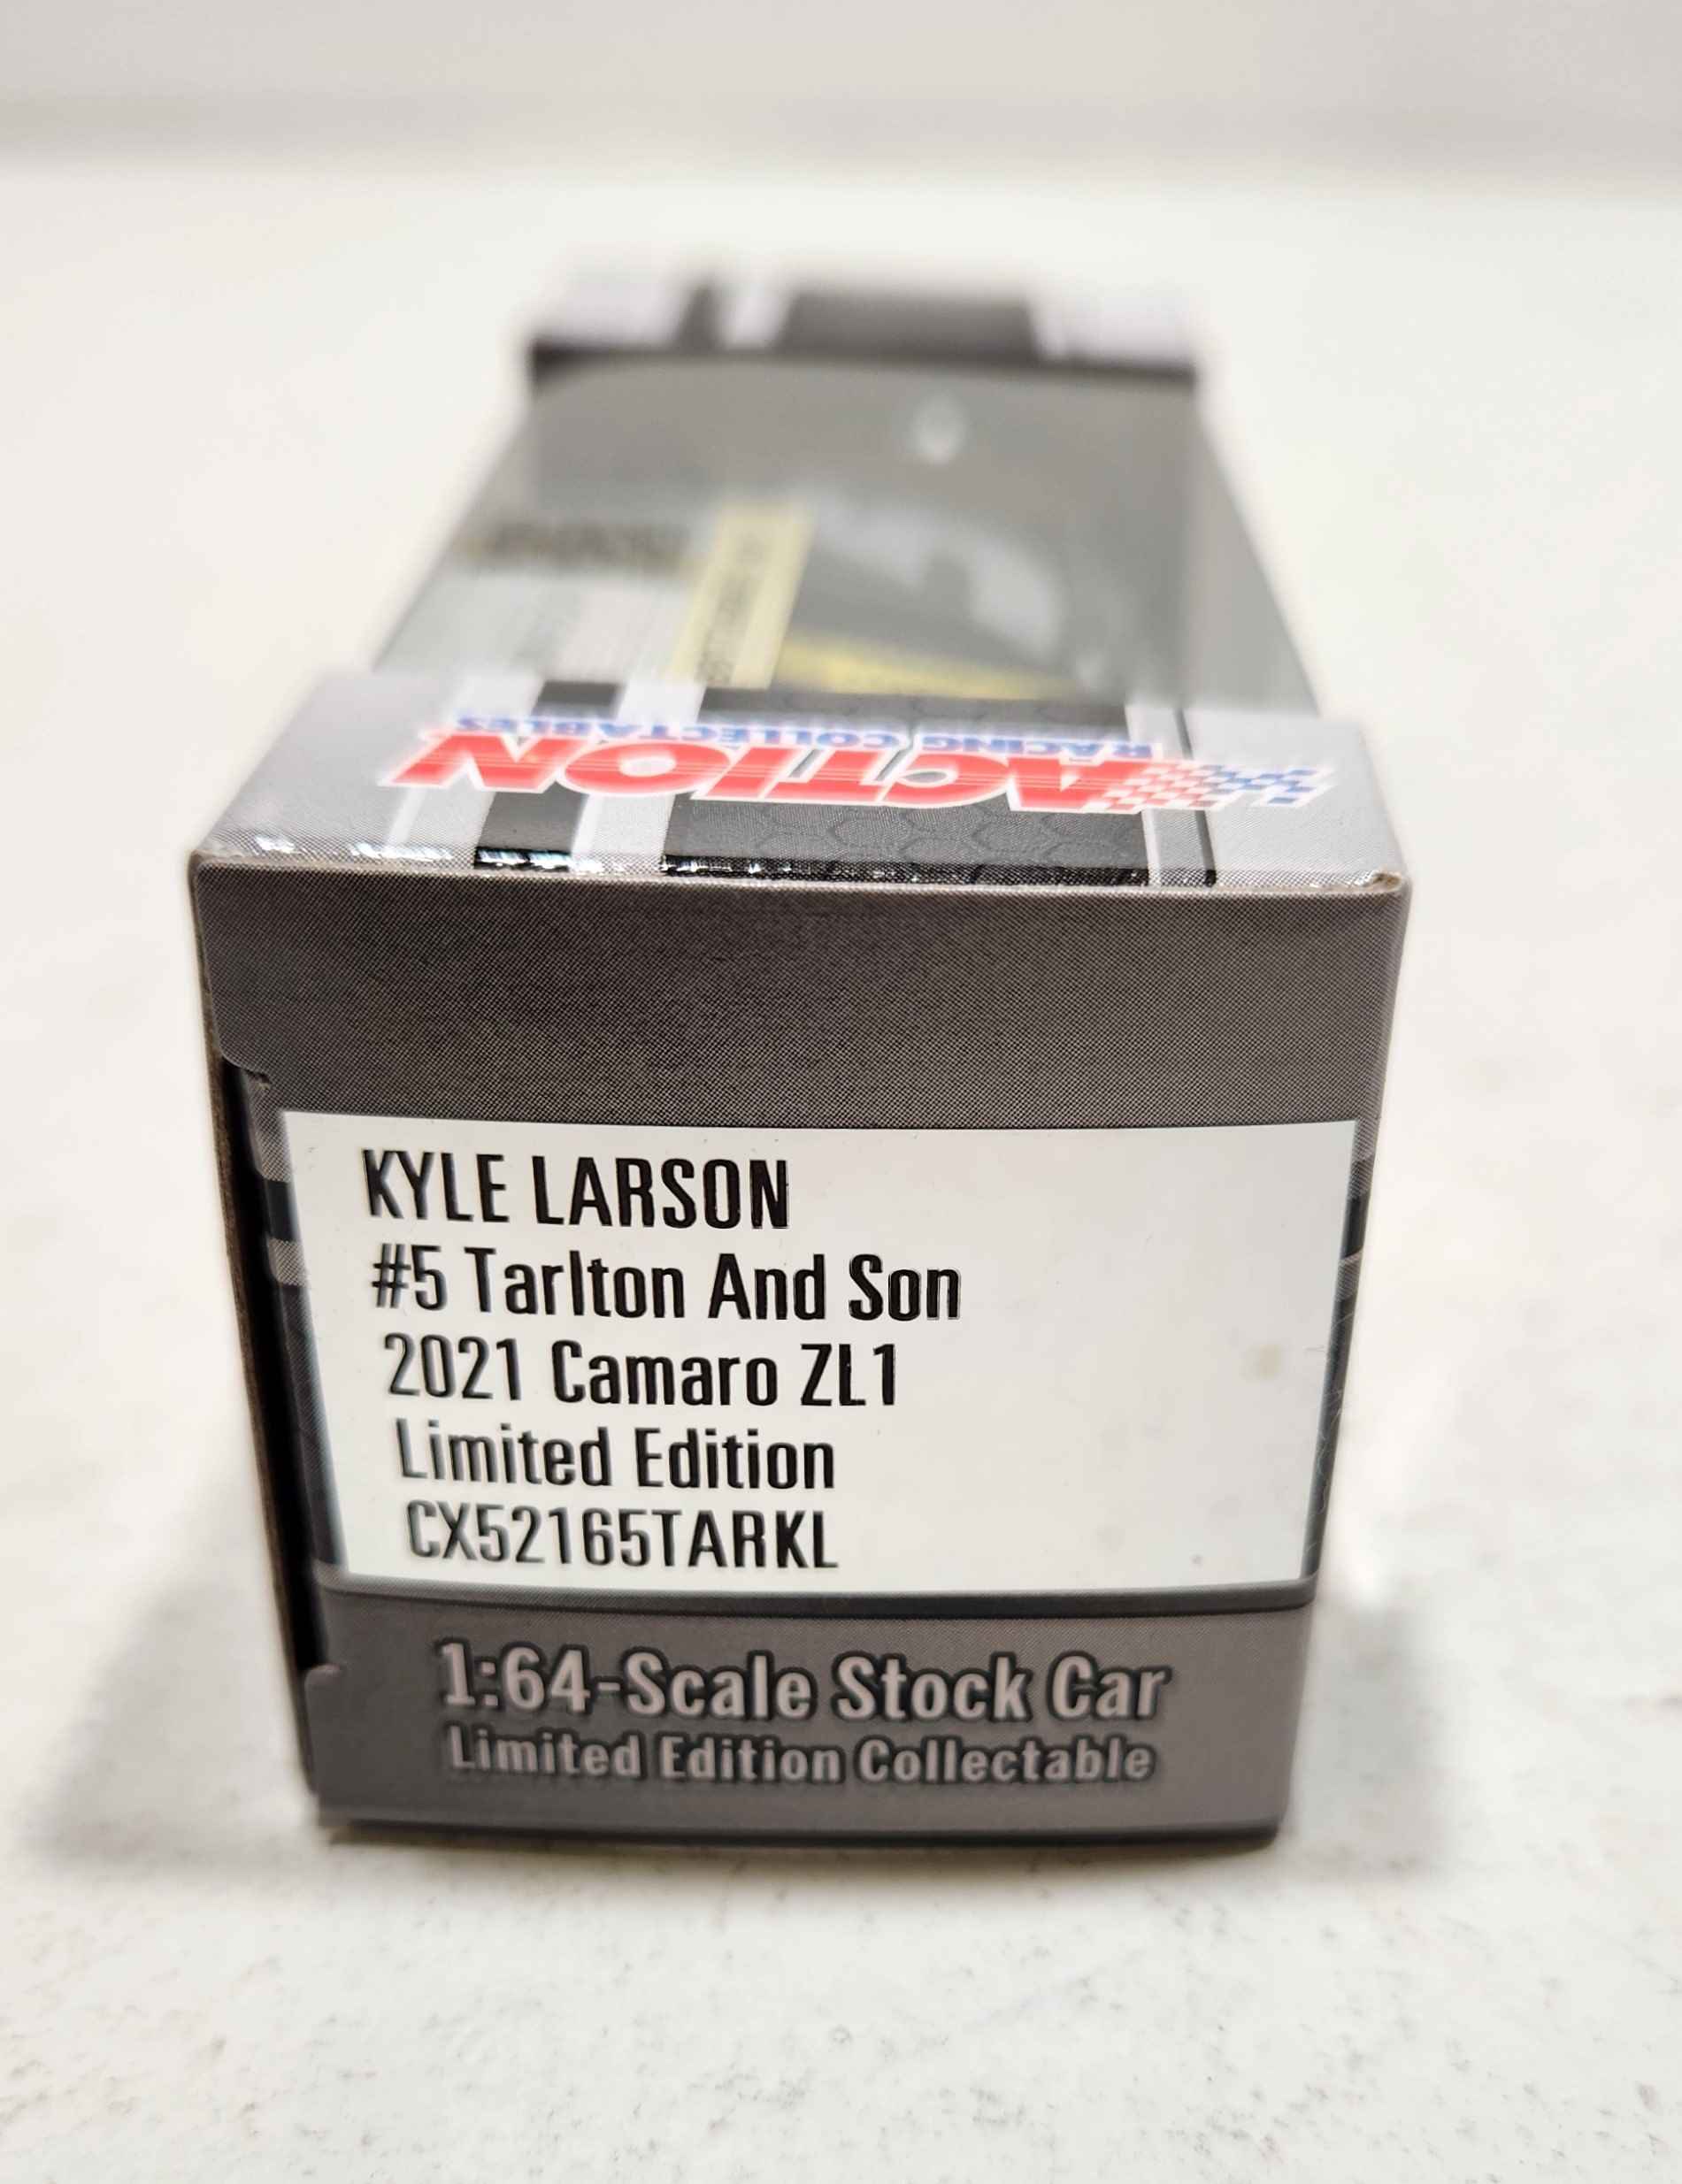 ACTION
RACING COLLECTABLES
KYLE LARSON
#5 Tarlton And Son
2021 Camaro ZL1
Limited Edition
CX52165TARKL
1:64-Scale Stock Car
Limited Edition Collectable